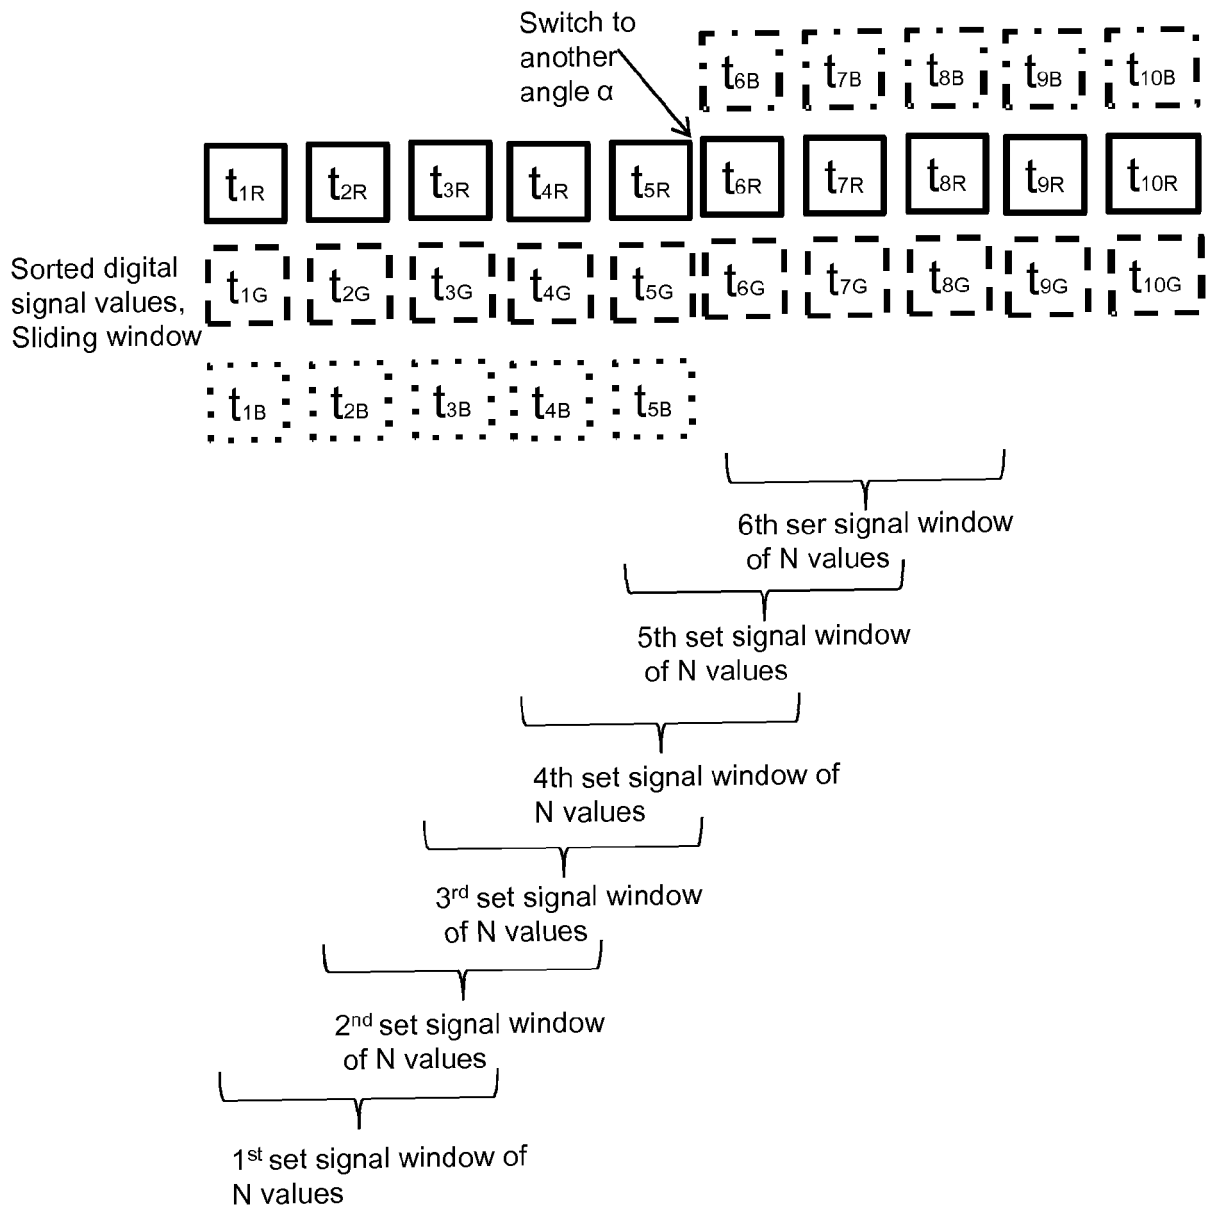 Switch to
another
angle α
t6B t7B t8B t9B t10B
t1R t2R t3R t4R t5R t6R t7R t8R t9R t10R
Sorted digital
signal values,
Sliding window
t1G t2G t3G t4G t5G t6G t7G t8G t9G t10G
t1B t2B t3B t4B t5B
6th ser signal window
of N values
5th set signal window
of N values
4th set signal window of
N values
3rd set signal window
of N values
2nd set signal window
of N values
1st set signal window of
N values